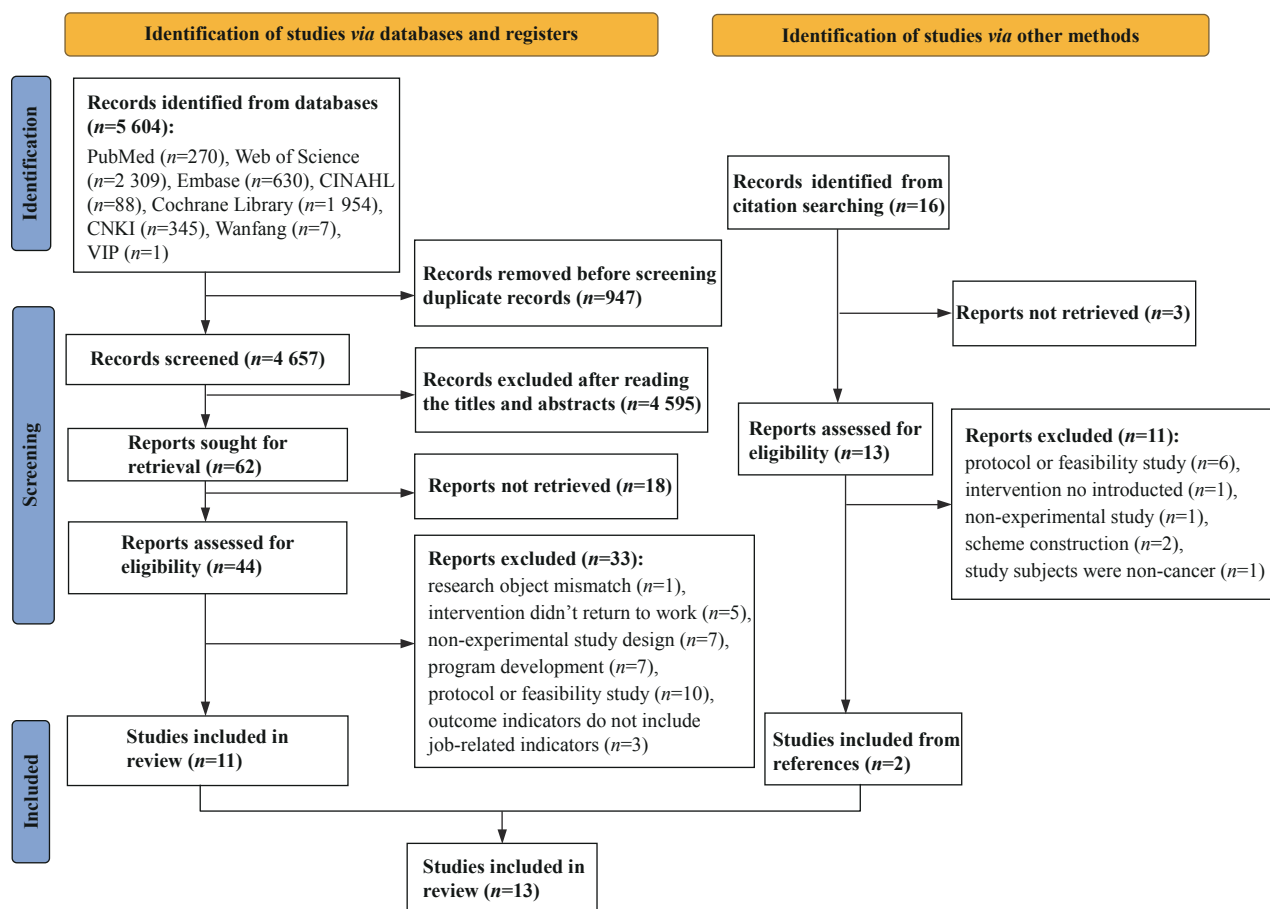 Identification of studies via databases and registers
Identification of studies via other methods
Identification
Records identified from databases
(n=5 604):
PubMed (n=270), Web of Science
(n=2 309), Embase (n=630), CINAHL
(n=88), Cochrane Library (n=1 954),
CNKI (n=345), Wanfang (n=7),
VIP (n=1)
Records identified from
citation searching (n=16)
Records removed before screening
duplicate records (n=947)
Reports not retrieved (n=3)
Screening
Records screened (n=4 657)
Records excluded after reading
the titles and abstracts (n=4 595)
Reports sought for
retrieval (n=62)
Reports not retrieved (n=18)
Reports assessed for
eligibility (n=13)
Reports excluded (n=11):
protocol or feasibility study (n=6),
intervention no introducted (n=1),
non-experimental study (n=1),
scheme construction (n=2),
study subjects were non-cancer (n=1)
Reports assessed for
eligibility (n=44)
Reports excluded (n=33):
research object mismatch (n=1),
intervention didn’t return to work (n=5),
non-experimental study design (n=7),
program development (n=7),
protocol or feasibility study (n=10),
outcome indicators do not include
job-related indicators (n=3)
Included
Studies included in
review (n=11)
Studies included from
references (n=2)
Studies included in
review (n=13)